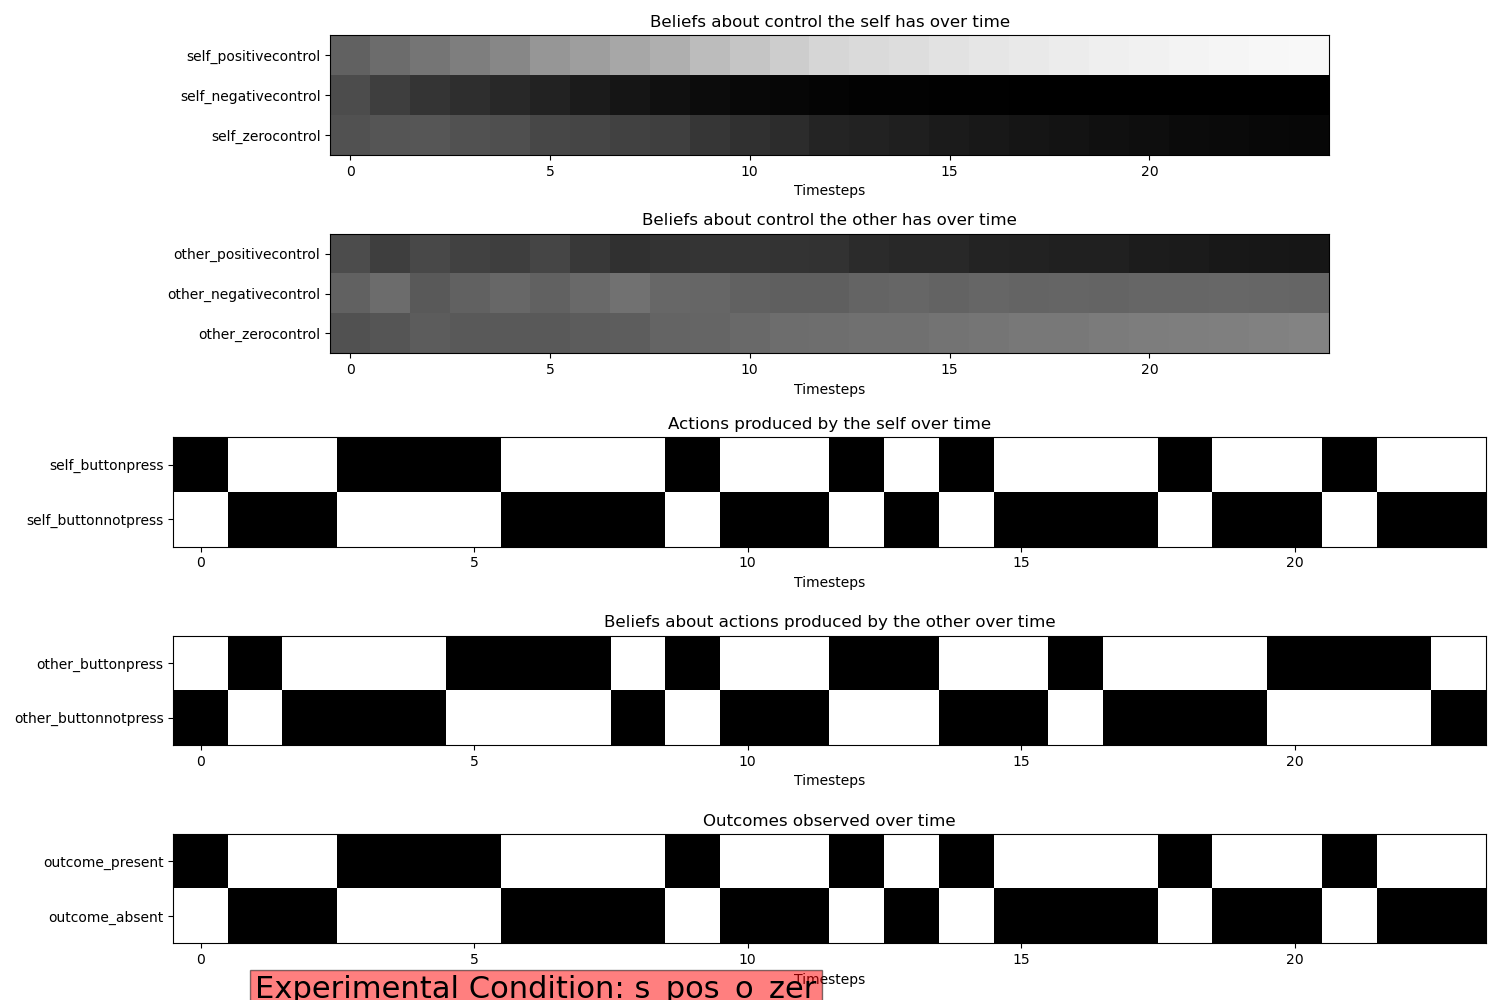 Beliefs about control the self has over time
self_positivecontrol
self_negativecontrol
self_zerocontrol
0 5 10 15 20
Timesteps
Beliefs about control the other has over time
other_positivecontrol
other_negativecontrol
other_zerocontrol
0 5 10 15 20
Timesteps
Actions produced by the self over time
self_buttonpress
self_buttonnotpress
0 5 10 15 20
Timesteps
Beliefs about actions produced by the other over time
other_buttonpress
other_buttonnotpress
0 5 10 15 20
Timesteps
Outcomes observed over time
outcome_present
outcome_absent
0 5 10 15 20
Timesteps
Experimental Condition: s_pos_o_zer